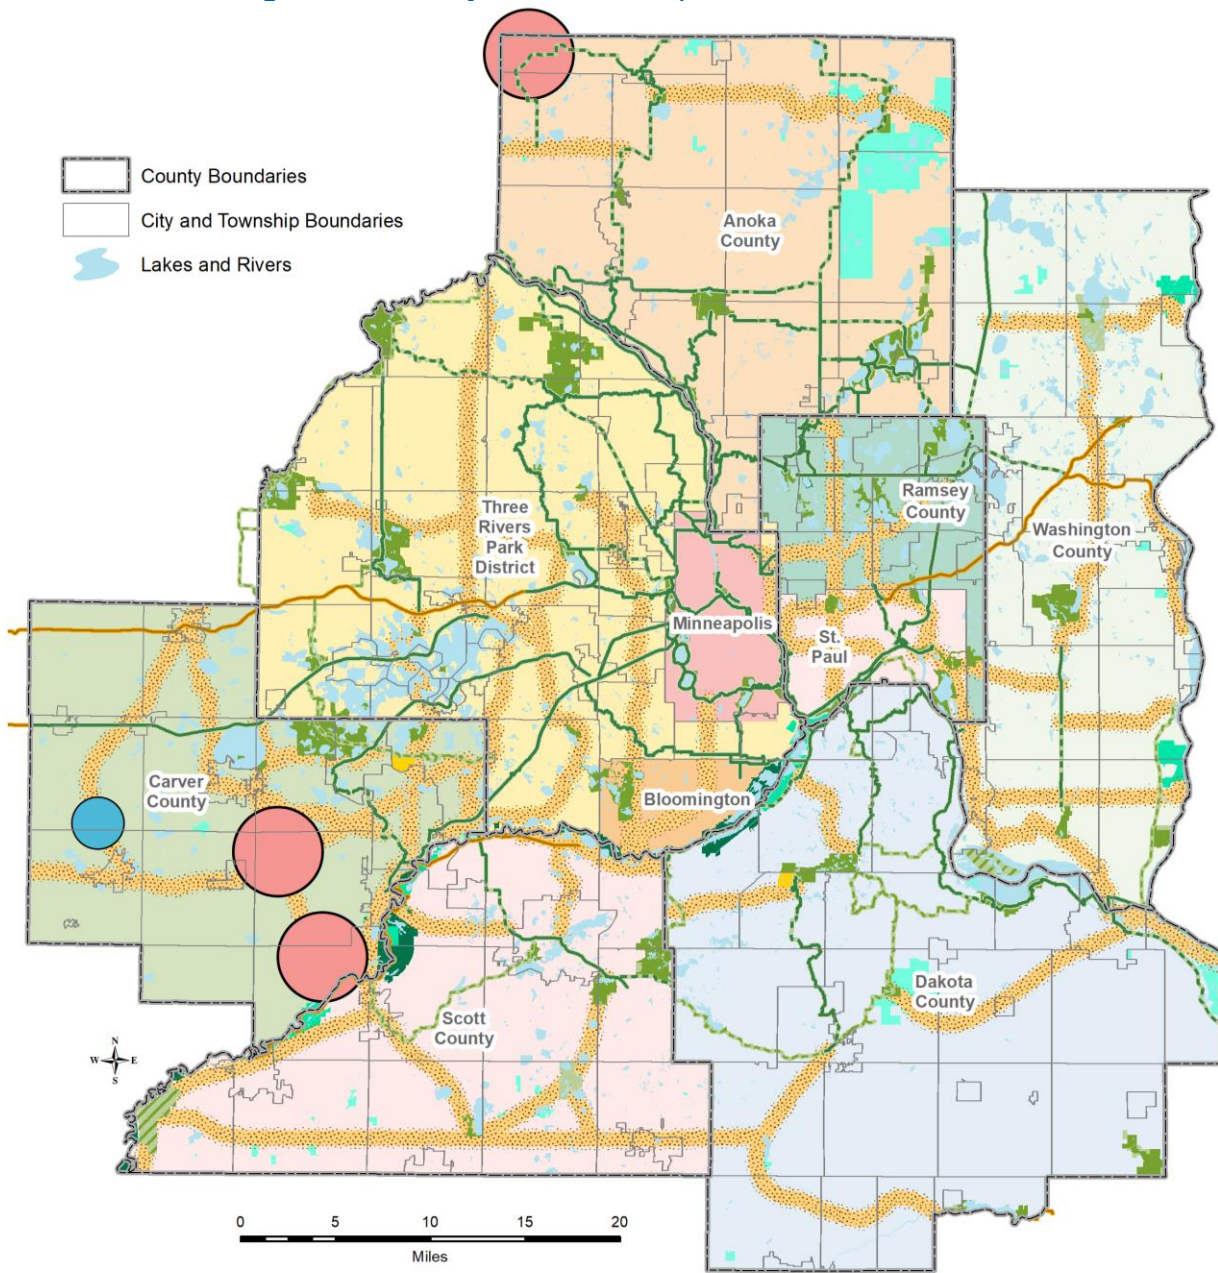 County Boundaries
City and Township Boundaries
Lakes and Rivers
Anoka
County
Three
Rivers
Park
District
Ramsey
County
Washington
County
Minneapolis
St.
Paul
Carver
County
Bloomington
Dakota
County
Scott
County
N
W E
S
0 5 10 15 20
Miles